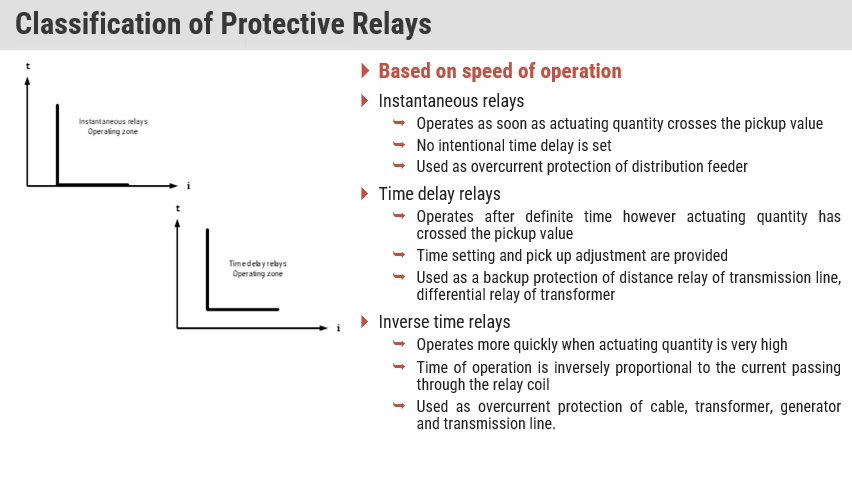 Classification of Protective Relays
t
Instantaneous relays
Operating zone
i
t
Time delay relays
Operating zone
i
Based on speed of operation
Instantaneous relays
Operates as soon as actuating quantity crosses the pickup value
No intentional time delay is set
Used as overcurrent protection of distribution feeder
Time delay relays
Operates after definite time however actuating quantity has
crossed the pickup value
Time setting and pick up adjustment are provided
Used as a backup protection of distance relay of transmission line,
differential relay of transformer
Inverse time relays
Operates more quickly when actuating quantity is very high
Time of operation is inversely proportional to the current passing
through the relay coil
Used as overcurrent protection of cable, transformer, generator
and transmission line.